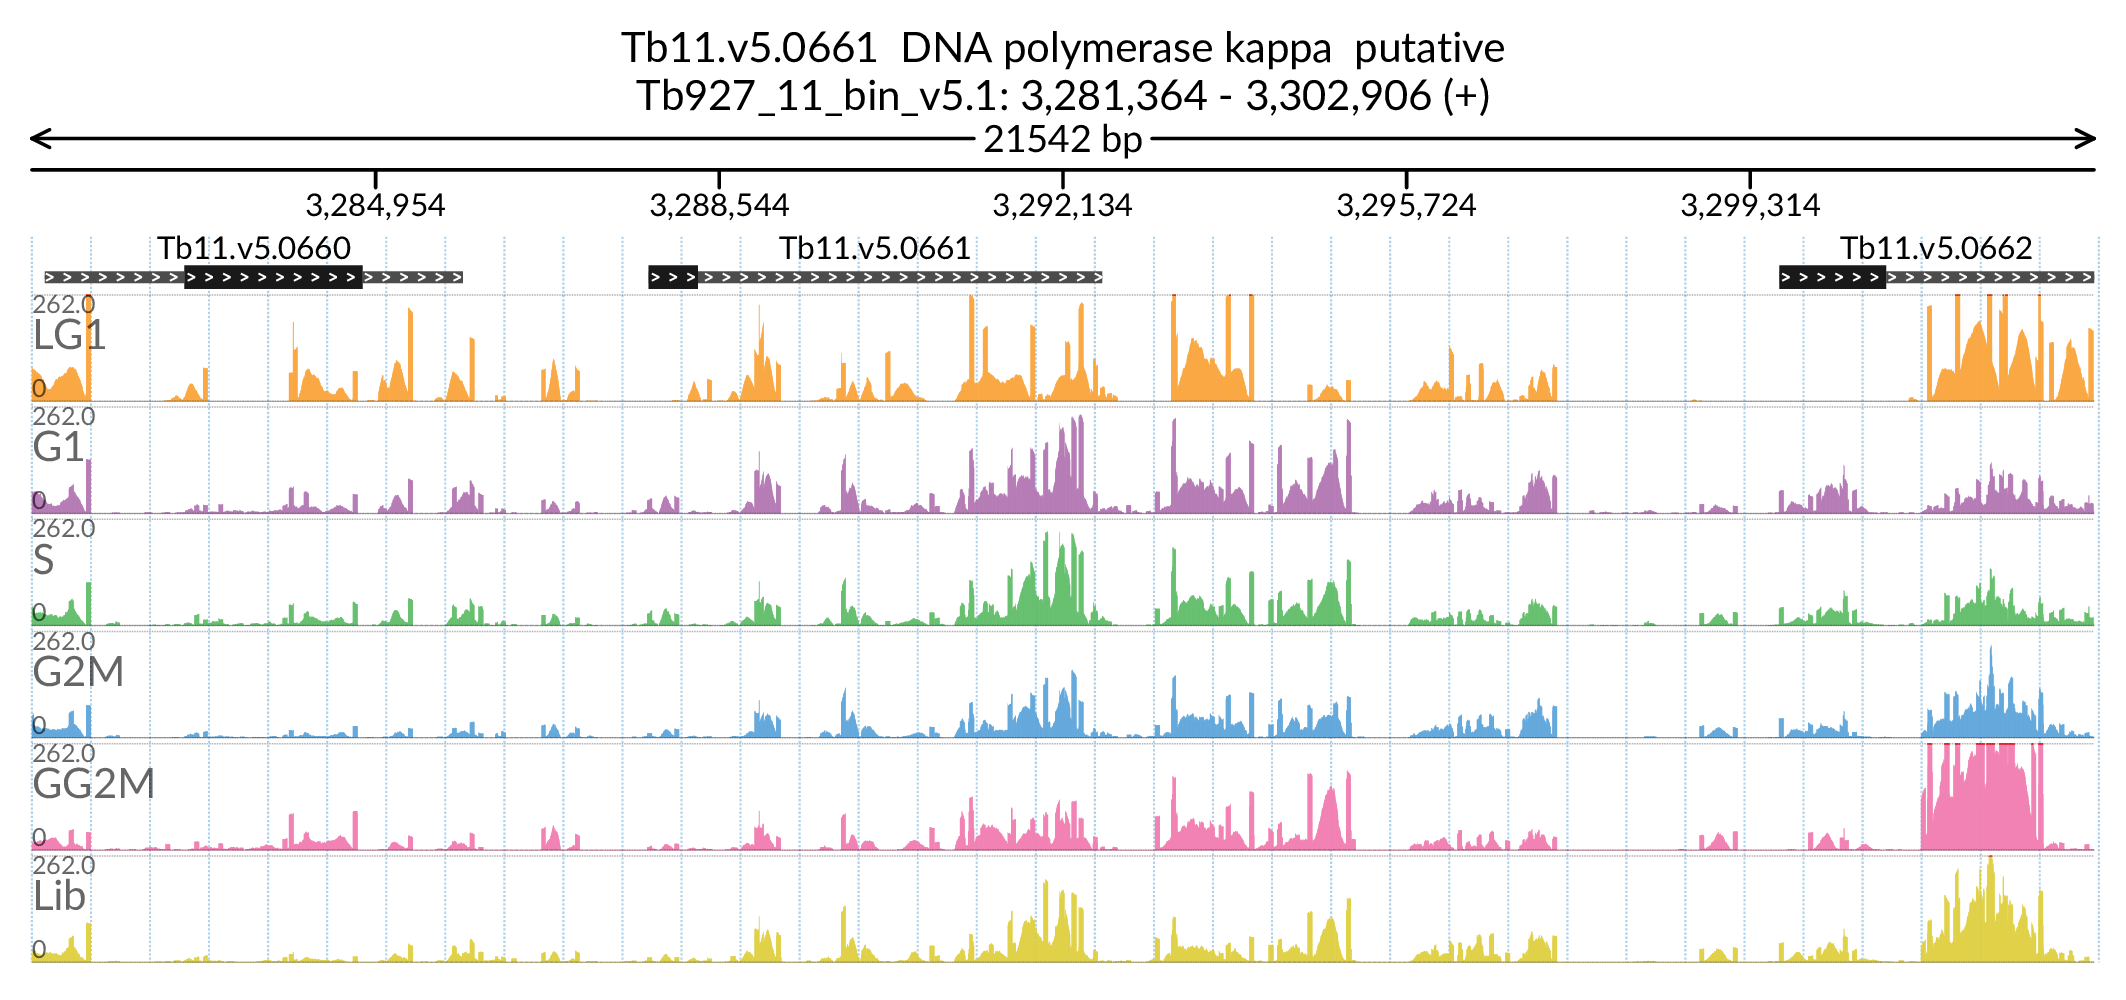 Tb11.v5.0661 DNA polymerase kappa putative
Tb927_11_bin_v5.1: 3,281,364 - 3,302,906 (+)
21542 bp
3,284,954 3,288,544 3,292,134 3,295,724 3,299,314
Tb11.v5.0660 Tb11.v5.0661 Tb11.v5.0662
262.0
LG1
0
262.0
G1
0
262.0
S
0
262.0
G2M
0
262.0
GG2M
0
262.0
Lib
0